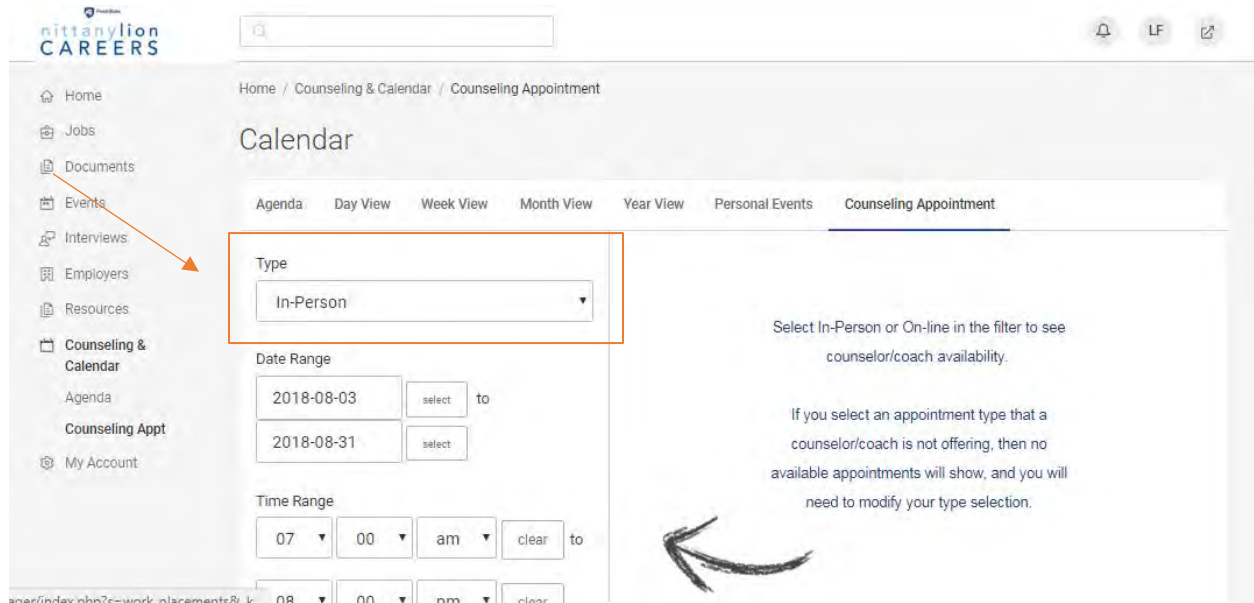 PennState
nittanylion
CAREERS
LF
Home
Jobs
Documents
Events
Interviews
Employers
Resources
Counseling &
Calendar
Agenda
Counseling Appt
My Account
Home / Counseling & Calendar / Counseling Appointment
Calendar
Agenda Day View Week View Month View Year View Personal Events Counseling Appointment
Type
In-Person
Date Range
2018-08-03 select to
2018-08-31 select
Time Range
07 00 am clear to
08 00 pm clear
Select In-Person or On-line in the filter to see
counselor/coach availability.
If you select an appointment type that a
counselor/coach is not offering, then no
available appointments will show, and you will
need to modify your type selection.